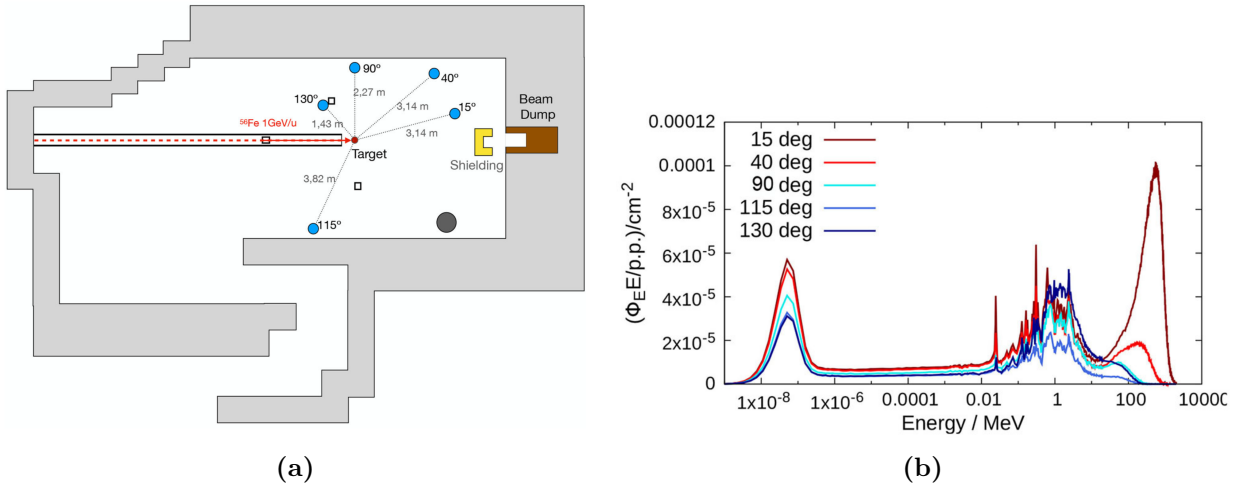 90º
40º
130º
2,27 m
15º
3,14 m
⁵⁶Fe 1GeV/u
1,43 m
3,14 m
Beam
Dump
Target
Shielding
3,82 m
115º
(a)
0.00012
0.0001
8x10⁻⁵
6x10⁻⁵
4x10⁻⁵
2x10⁻⁵
0
(Φ_E E/p.p.)/cm⁻²
15 deg
40 deg
90 deg
115 deg
130 deg
1x10⁻⁸ 1x10⁻⁶ 0.0001 0.01 1 100 10000
Energy / MeV
(b)